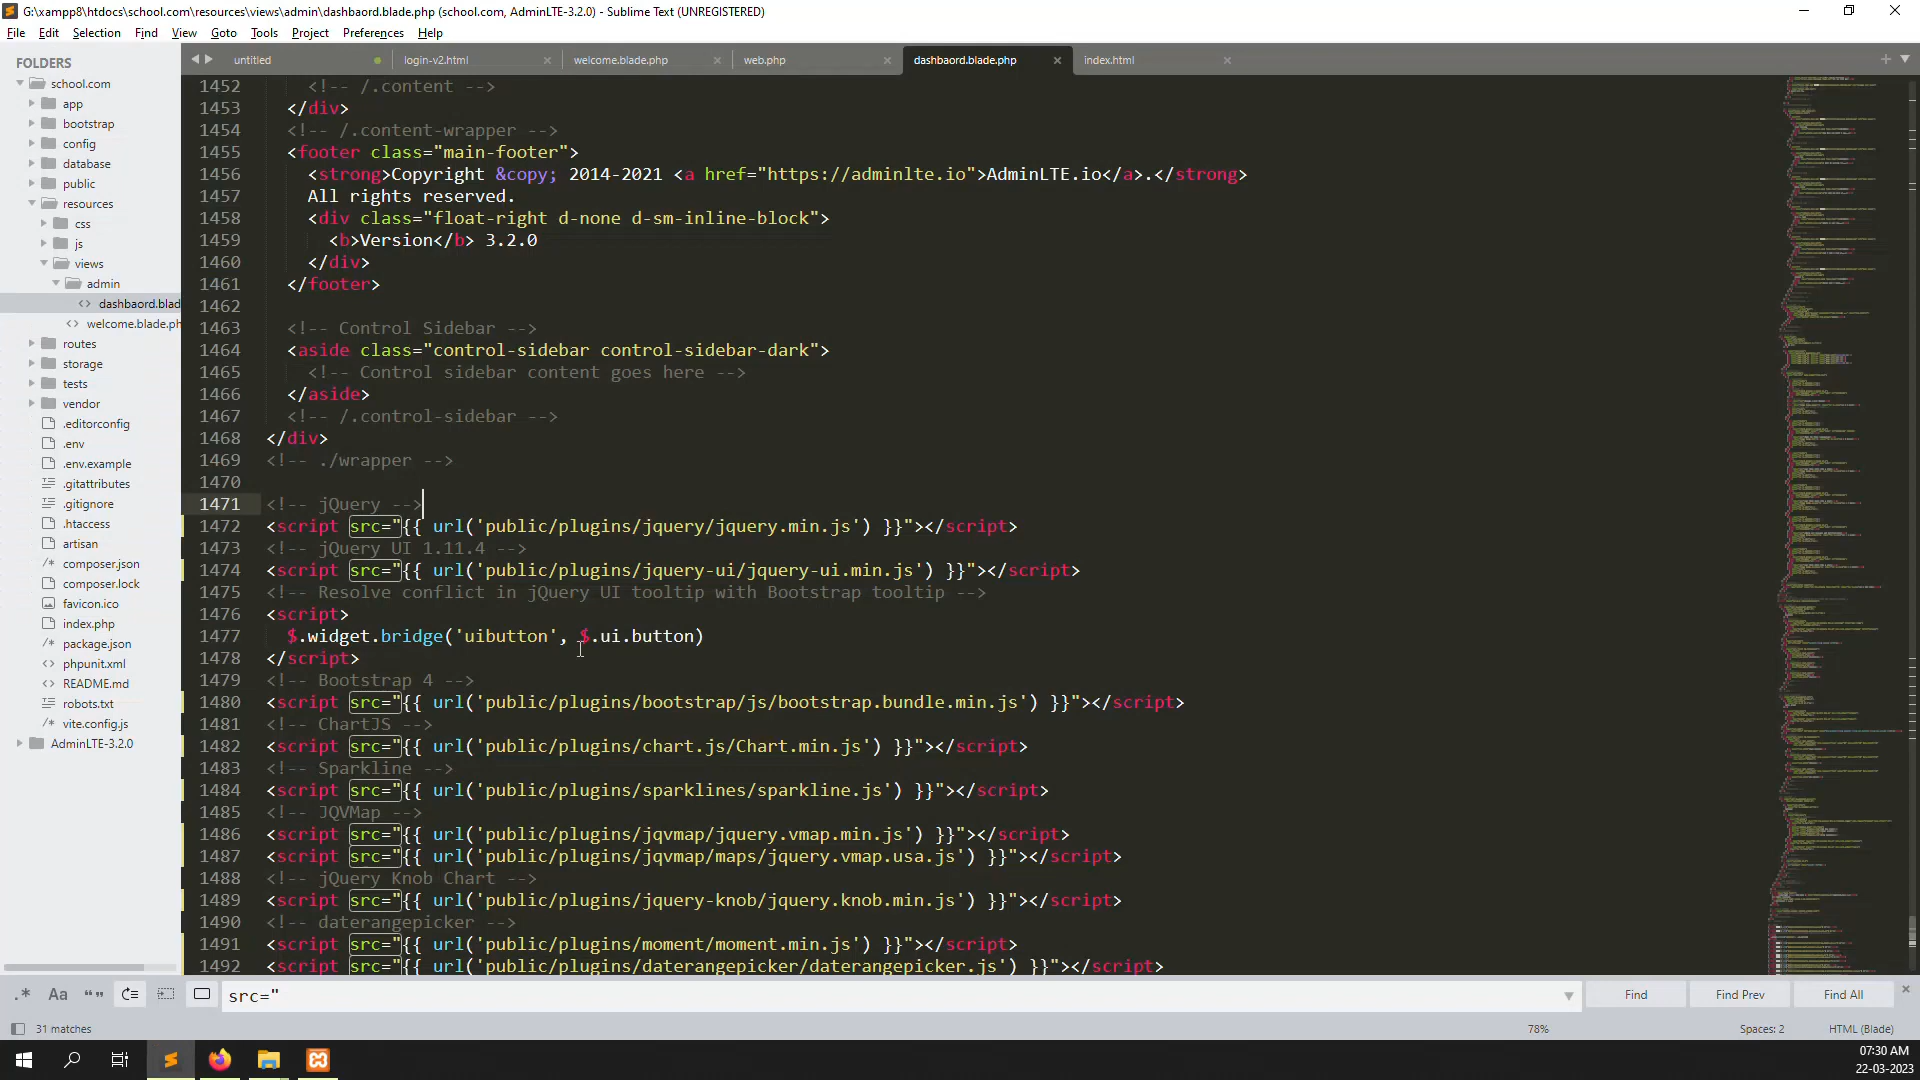 G:\xampp8\htdocs\school.com\resources\views\admin\dashbaord.blade.php (school.com, AdminLTE-3.2.0) - Sublime Text (UNREGISTERED)
File Edit Selection Find View Goto Tools Project Preferences Help
FOLDERS
school.com
app
bootstrap
config
database
public
resources
css
js
views
admin
dashbaord.blad
welcome.blade.ph
routes
storage
tests
vendor
.editorconfig
.env
.env.example
.gitattributes
.gitignore
.htaccess
artisan
composer.json
composer.lock
favicon.ico
index.php
package.json
phpunit.xml
README.md
robots.txt
vite.config.js
AdminLTE-3.2.0
untitled login-v2.html welcome.blade.php web.php dashbaord.blade.php index.html
1452 <!-- /.content -->
1453 </div>
1454 <!-- /.content-wrapper -->
1455 <footer class="main-footer">
1456 <strong>Copyright &copy; 2014-2021 <a href="https://adminlte.io">AdminLTE.io</a>.</strong>
1457 All rights reserved.
1458 <div class="float-right d-none d-sm-inline-block">
1459 <b>Version</b> 3.2.0
1460 </div>
1461 </footer>
1462
1463 <!-- Control Sidebar -->
1464 <aside class="control-sidebar control-sidebar-dark">
1465 <!-- Control sidebar content goes here -->
1466 </aside>
1467 <!-- /.control-sidebar -->
1468 </div>
1469 <!-- ./wrapper -->
1470
1471 <!-- jQuery -->
1472 <script src="{{ url('public/plugins/jquery/jquery.min.js') }}"></script>
1473 <!-- jQuery UI 1.11.4 -->
1474 <script src="{{ url('public/plugins/jquery-ui/jquery-ui.min.js') }}"></script>
1475 <!-- Resolve conflict in jQuery UI tooltip with Bootstrap tooltip -->
1476 <script>
1477 $.widget.bridge('uibutton', $.ui.button)
1478 </script>
1479 <!-- Bootstrap 4 -->
1480 <script src="{{ url('public/plugins/bootstrap/js/bootstrap.bundle.min.js') }}"></script>
1481 <!-- ChartJS -->
1482 <script src="{{ url('public/plugins/chart.js/Chart.min.js') }}"></script>
1483 <!-- Sparkline -->
1484 <script src="{{ url('public/plugins/sparklines/sparkline.js') }}"></script>
1485 <!-- JQVMap -->
1486 <script src="{{ url('public/plugins/jqvmap/jquery.vmap.min.js') }}"></script>
1487 <script src="{{ url('public/plugins/jqvmap/maps/jquery.vmap.usa.js') }}"></script>
1488 <!-- jQuery Knob Chart -->
1489 <script src="{{ url('public/plugins/jquery-knob/jquery.knob.min.js') }}"></script>
1490 <!-- daterangepicker -->
1491 <script src="{{ url('public/plugins/moment/moment.min.js') }}"></script>
1492 <script src="{{ url('public/plugins/daterangepicker/daterangepicker.js') }}"></script>
.* Aa "" src=" Find Find Prev Find All
31 matches 78% Spaces: 2 HTML (Blade)
07:30 AM
22-03-2023